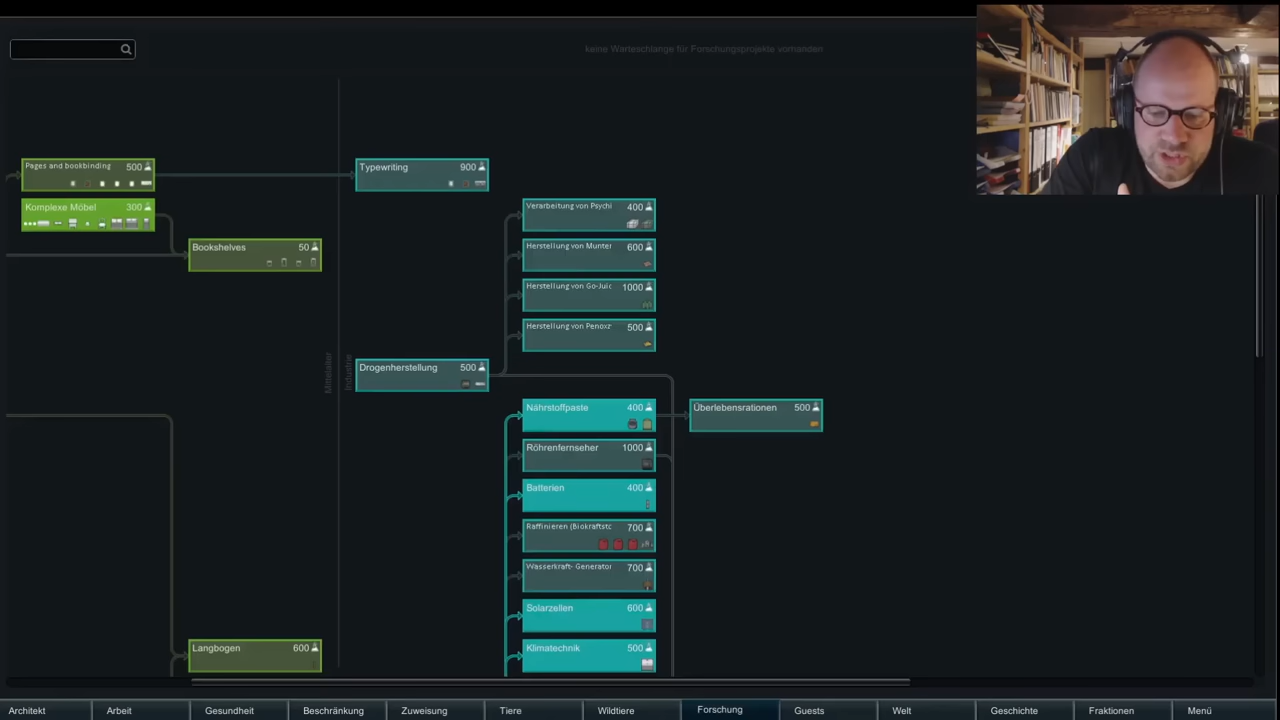 keine Warteschlange für Forschungsprojekte vorhanden
Pages and bookbinding 500
Typewriting 900
Komplexe Möbel 300
Verarbeitung von Psychi 400
Bookshelves 50
Herstellung von Munter 600
Herstellung von Go-Juic 1000
Herstellung von Penoxy 500
Mittelalter
Industrie
Drogenherstellung 500
Nährstoffpaste 400
Überlebensrationen 500
Röhrenfernseher 1000
Batterien 400
Raffinieren (Biokraftstc 700
Wasserkraft- Generator 700
Solarzellen 600
Langbogen 600
Klimatechnik 500
Architekt Arbeit Gesundheit Beschränkung Zuweisung Tiere Wildtiere Forschung Guests Welt Geschichte Fraktionen Menü